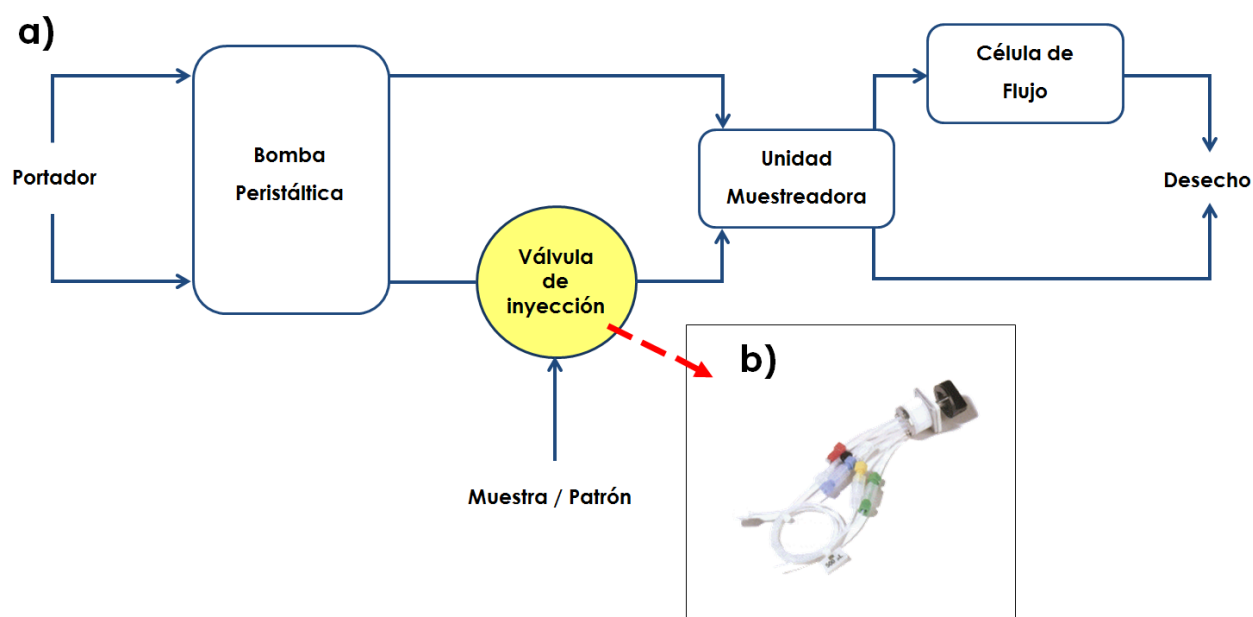 a)
Portador
Bomba
Peristáltica
Válvula
de
inyección
Muestra / Patrón
Unidad
Muestreadora
Célula de
Flujo
Desecho
b)